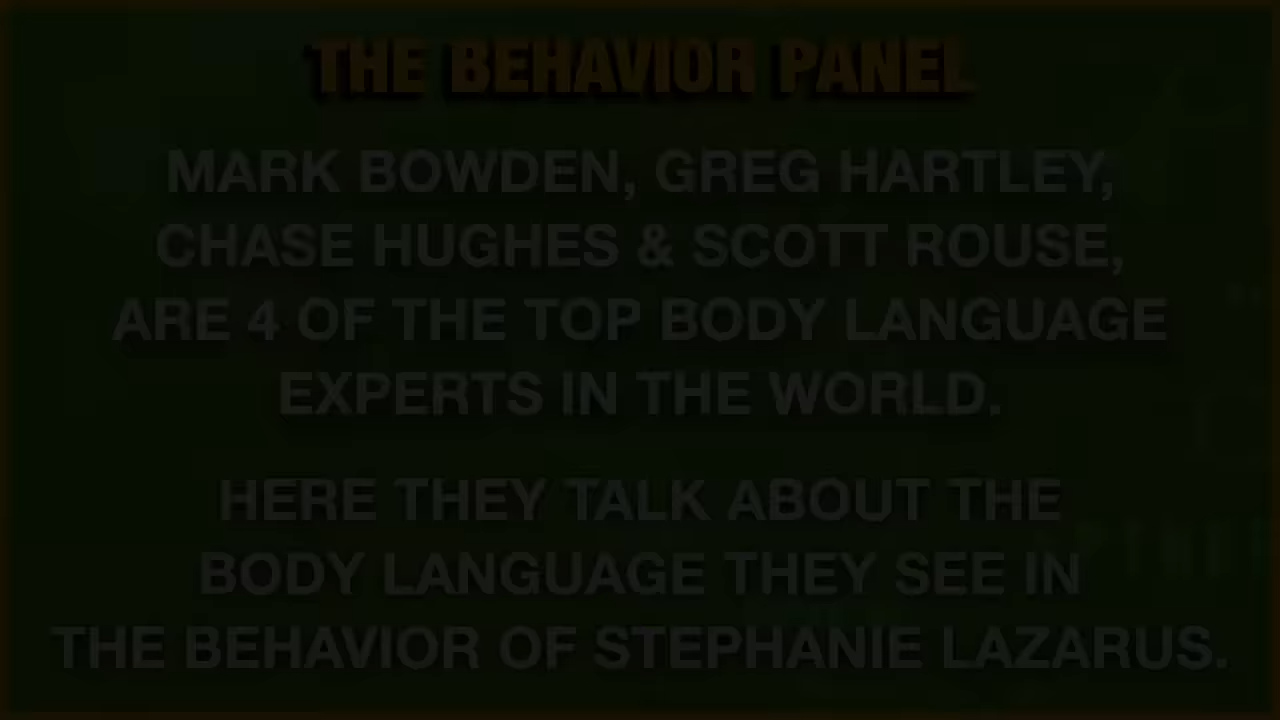 THE BEHAVIOR PANEL
MARK BOWDEN, GREG HARTLEY,
CHASE HUGHES & SCOTT ROUSE,
ARE 4 OF THE TOP BODY LANGUAGE
EXPERTS IN THE WORLD.
HERE THEY TALK ABOUT THE
BODY LANGUAGE THEY SEE IN
THE BEHAVIOR OF STEPHANIE LAZARUS.